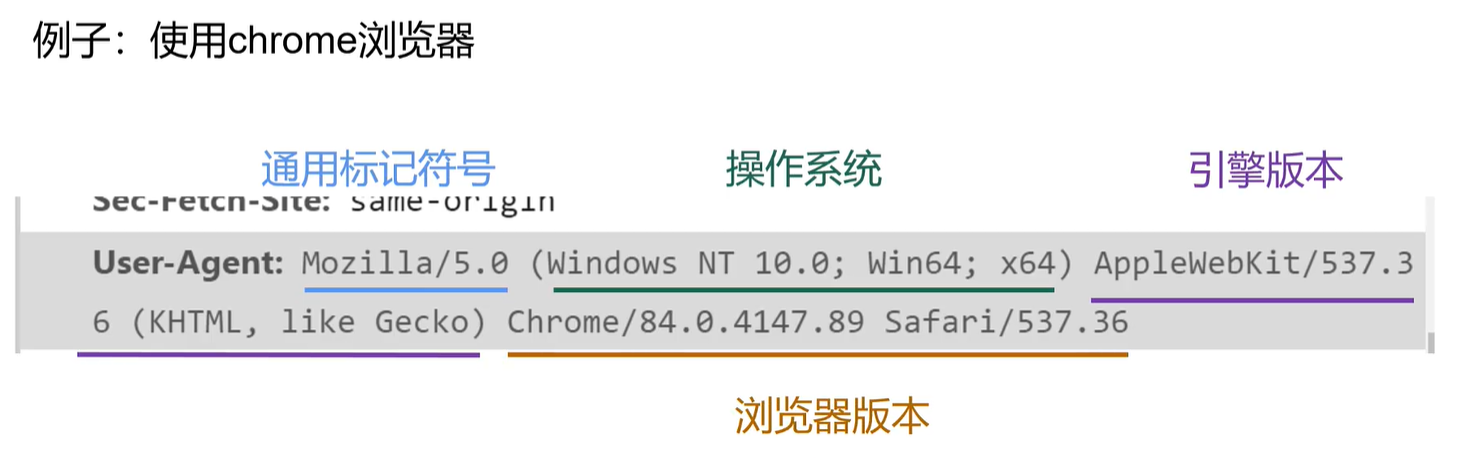 例子：使用chrome浏览器
通用标记符号 操作系统 引擎版本
Sec-Fetch-Site: same-origin
User-Agent: Mozilla/5.0 (Windows NT 10.0; Win64; x64) AppleWebKit/537.3
6 (KHTML, like Gecko) Chrome/84.0.4147.89 Safari/537.36
浏览器版本